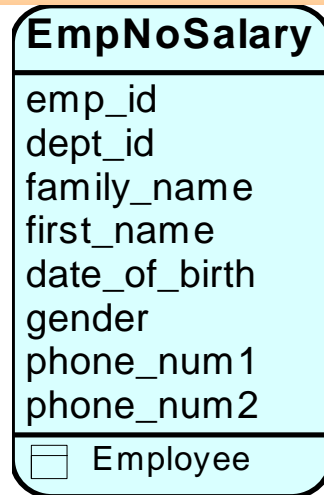 EmpNoSalary
emp_id
dept_id
family_name
first_name
date_of_birth
gender
phone_num1
phone_num2
Employee